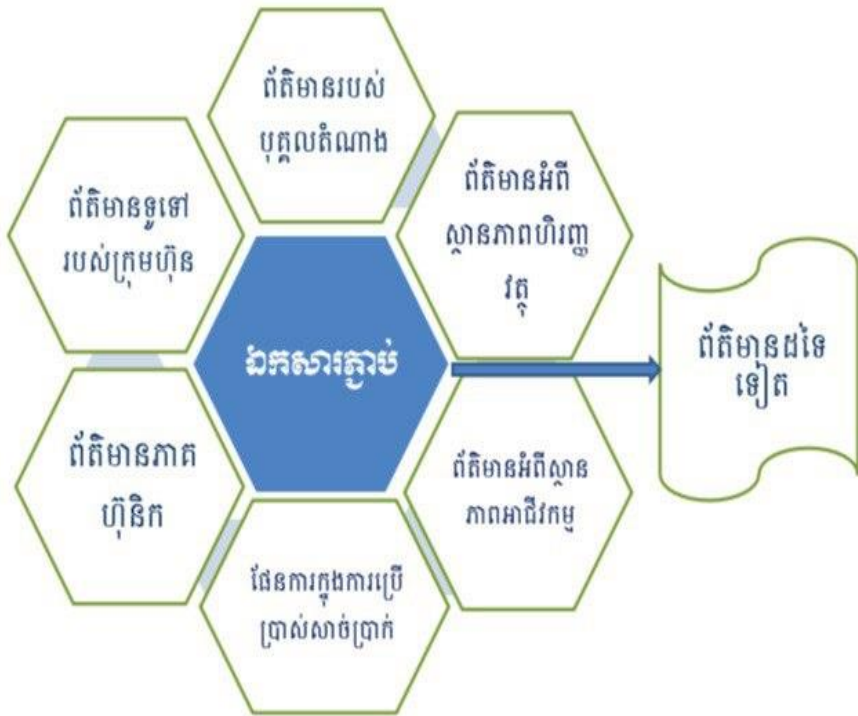 ព័ត៌មានរបស់
បុគ្គលតំណាង
ព័ត៌មានអំពី
ស្ថានភាពហិរញ្ញ
វត្ថុ
ព័ត៌មានទូទៅ
របស់ក្រុមហ៊ុន
ឯកសារភ្ជាប់
ព័ត៌មានដទៃ
ទៀត
ព័ត៌មានភាគ
ហ៊ុនិក
ព័ត៌មានអំពីស្ថាន
ភាពអាជីវកម្ម
ផែនការក្នុងការប្រើ
ប្រាស់សាច់ប្រាក់